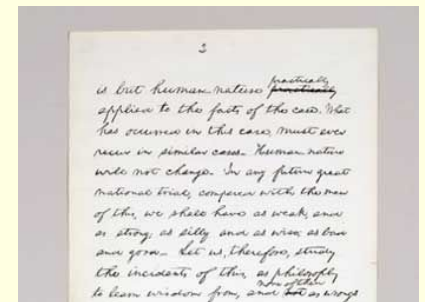 2
practically
is but human nature practically
applied to the facts of the case. What
has occurred in this case, must ever
recur in similar cases. Human nature
will not change. In any future great
national trial, compared with the men
of this, we shall have as weak, and
as strong; as silly and as wise; as bad
and good. Let us, therefore, study
the incidents of this, as philosophy
none of them
to learn wisdom from, and not as wrongs